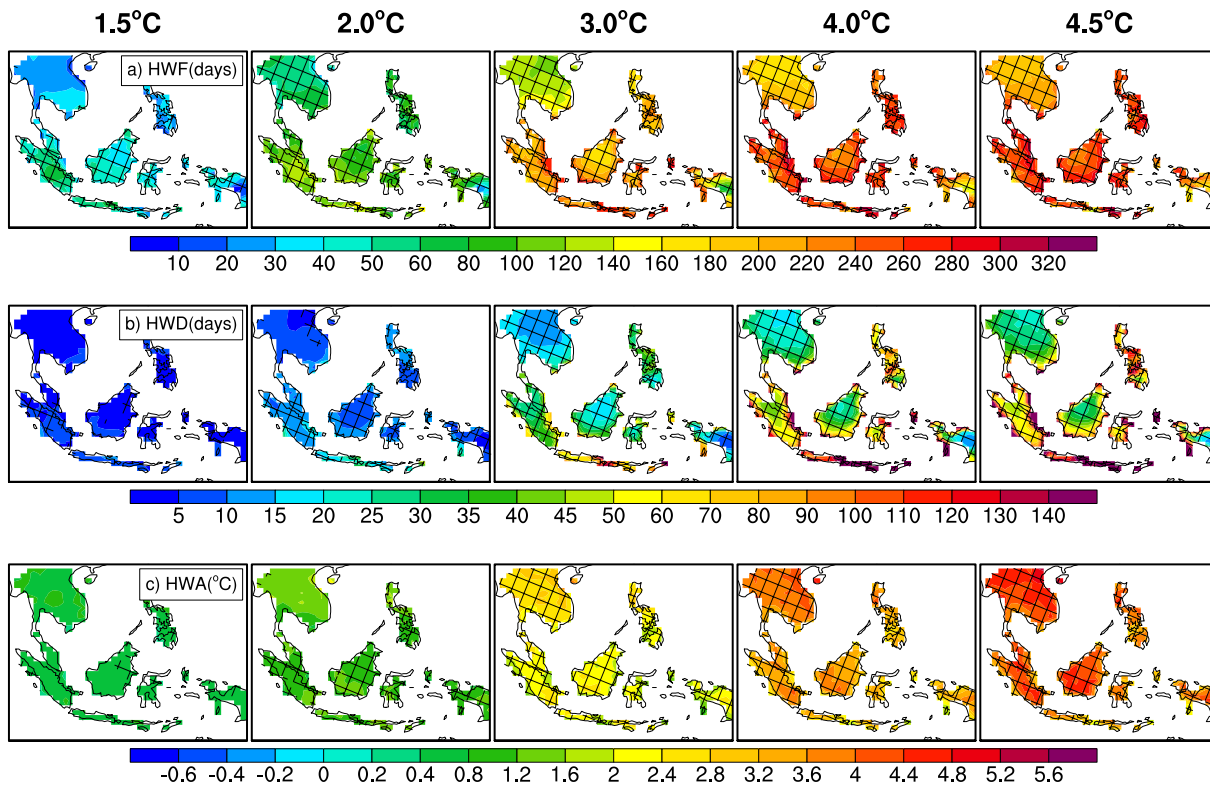 1.5°C 2.0°C 3.0°C 4.0°C 4.5°C
a) HWF(days)
10 20 30 40 50 60 80 100 120 140 160 180 200 220 240 260 280 300 320
b) HWD(days)
5 10 15 20 25 30 35 40 45 50 60 70 80 90 100 110 120 130 140
c) HWA(°C)
-0.6 -0.4 -0.2 0 0.2 0.4 0.8 1.2 1.6 2 2.4 2.8 3.2 3.6 4 4.4 4.8 5.2 5.6